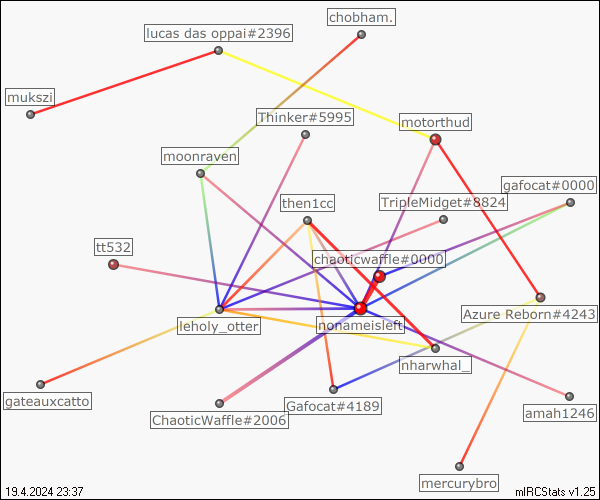 chobham.
lucas das oppai#2396
mukszi
Thinker#5995
motorthud
moonraven
gafocat#0000
then1cc
TripleMidget#8824
tt532
chaoticwaffle#0000
leholy_otter
nonameisleft
Azure Reborn#4243
nharwhal_
gateauxcatto
ChaoticWaffle#2006
Gafocat#4189
amah1246
mercurybro
19.4.2024 23:37
mIRCStats v1.25